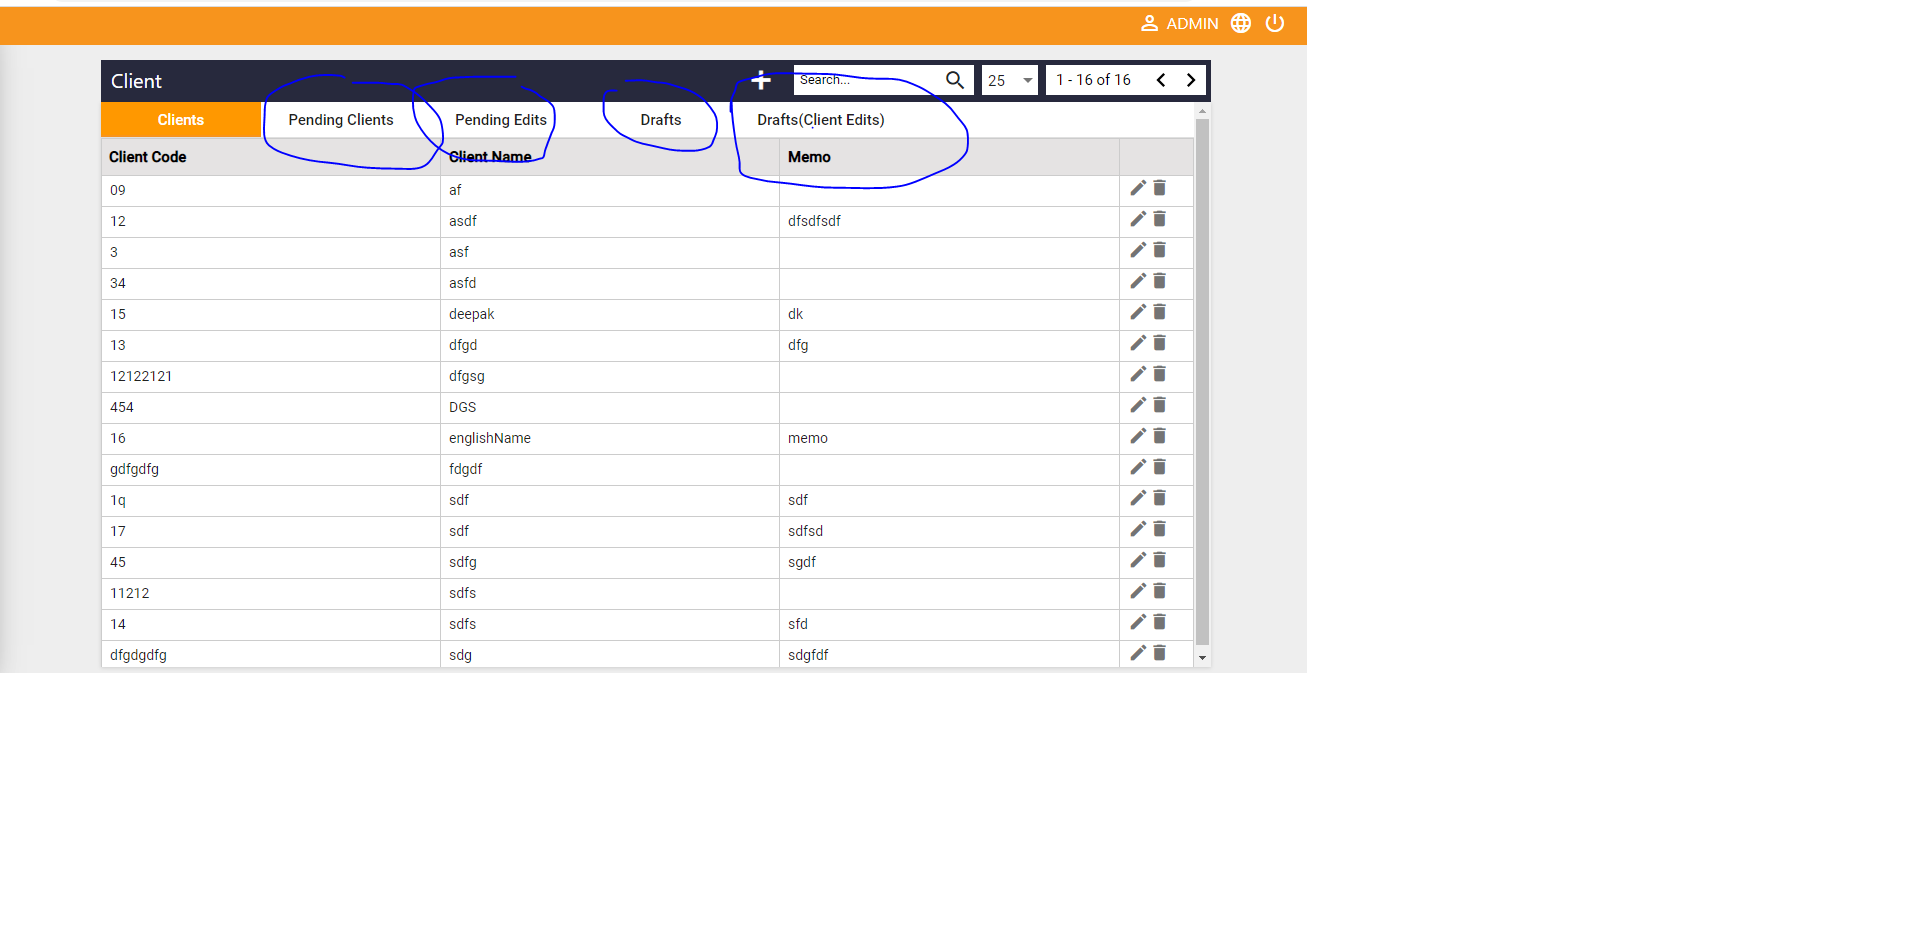 ADMIN
Client Search... 25 1 - 16 of 16
Clients Pending Clients Pending Edits Drafts Drafts(Client Edits)
Client Code Client Name Memo
09 af
12 asdf dfsdfsdf
3 asf
34 asfd
15 deepak dk
13 dfgd dfg
12122121 dfgsg
454 DGS
16 englishName memo
gdfgdfg fdgdf
1q sdf sdf
17 sdf sdfsd
45 sdfg sgdf
11212 sdfs
14 sdfs sfd
dfgdgdfg sdg sdgfdf